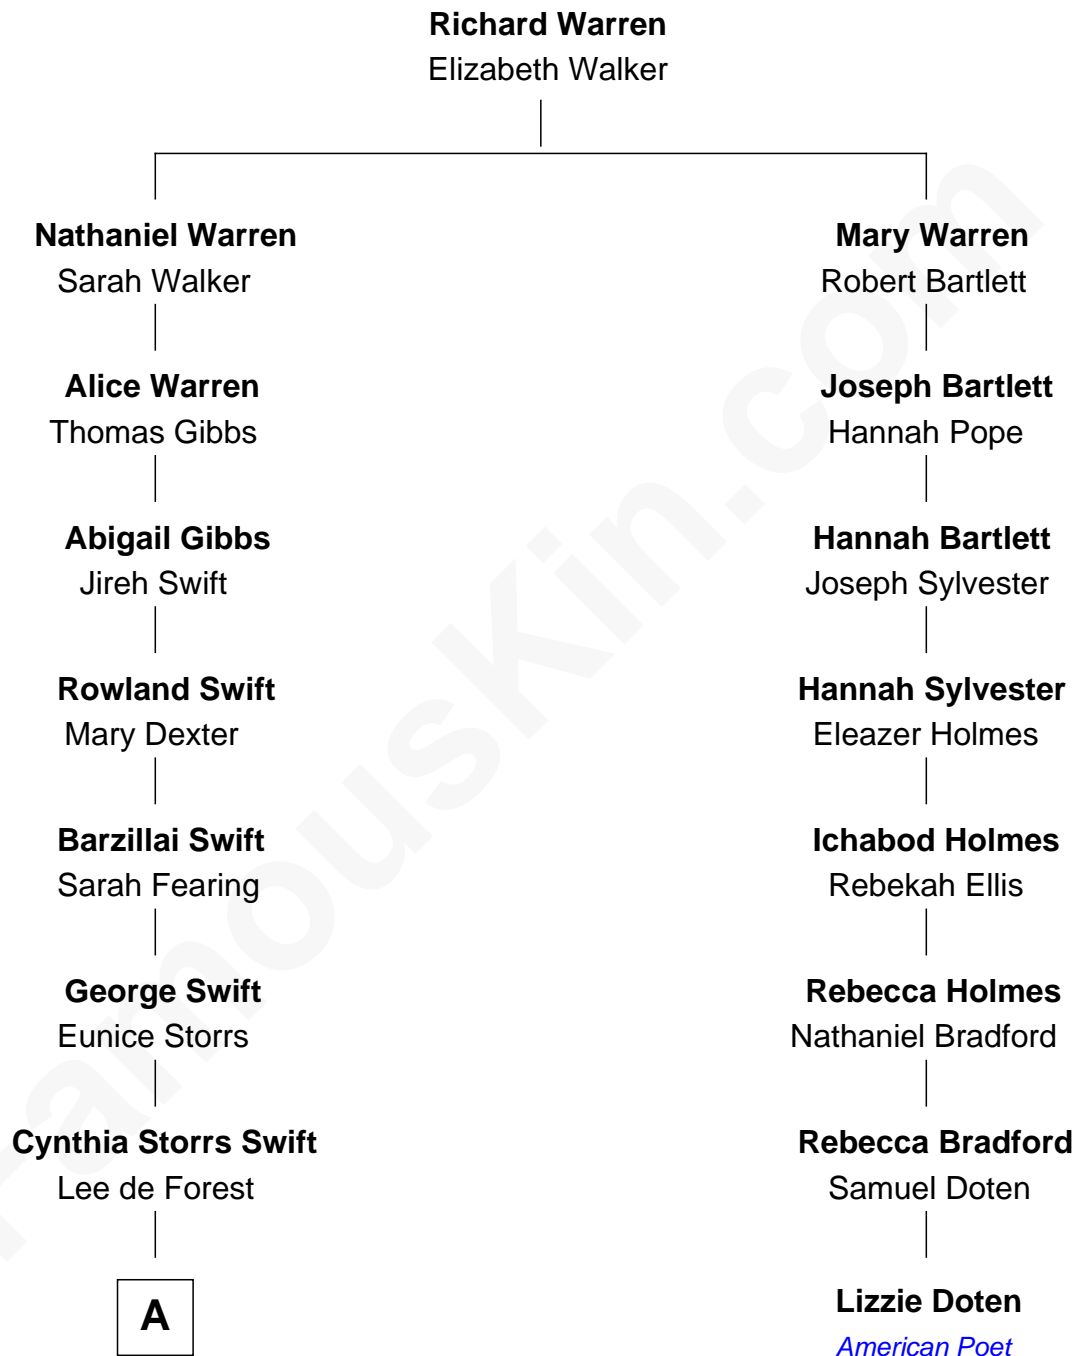 Richard Warren
Elizabeth Walker
Nathaniel Warren
Sarah Walker
Mary Warren
Robert Bartlett
Alice Warren
Thomas Gibbs
Joseph Bartlett
Hannah Pope
Abigail Gibbs
Jireh Swift
Hannah Bartlett
Joseph Sylvester
Rowland Swift
Mary Dexter
Hannah Sylvester
Eleazer Holmes
Barzillai Swift
Sarah Fearing
Ichabod Holmes
Rebekah Ellis
George Swift
Eunice Storrs
Rebecca Holmes
Nathaniel Bradford
Cynthia Storrs Swift
Lee de Forest
Rebecca Bradford
Samuel Doten
A
Lizzie Doten
American Poet
FamousKin.com